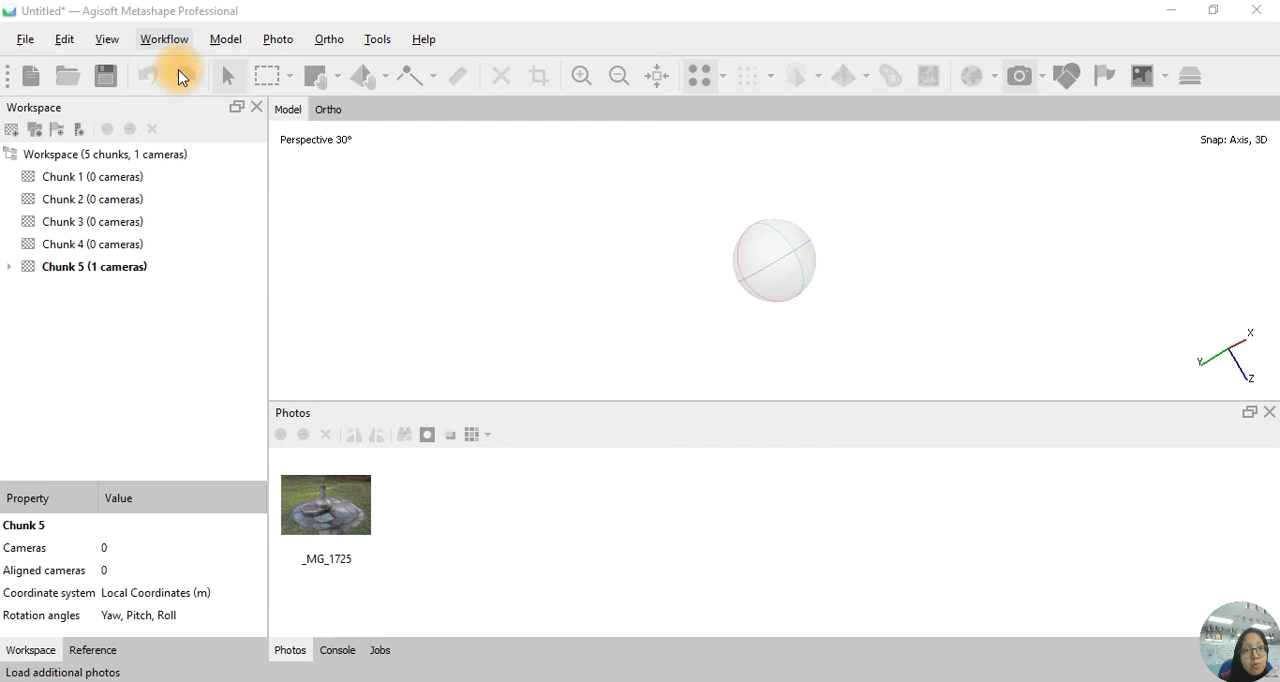 Untitled* — Agisoft Metashape Professional
File Edit View Workflow Model Photo Ortho Tools Help
Workspace
Model Ortho
Perspective 30°
Snap: Axis, 3D
Workspace (5 chunks, 1 cameras)
Chunk 1 (0 cameras)
Chunk 2 (0 cameras)
Chunk 3 (0 cameras)
Chunk 4 (0 cameras)
Chunk 5 (1 cameras)
X
Y
Z
Photos
_MG_1725
Property Value
Chunk 5
Cameras 0
Aligned cameras 0
Coordinate system Local Coordinates (m)
Rotation angles Yaw, Pitch, Roll
Workspace Reference
Photos Console Jobs
Load additional photos